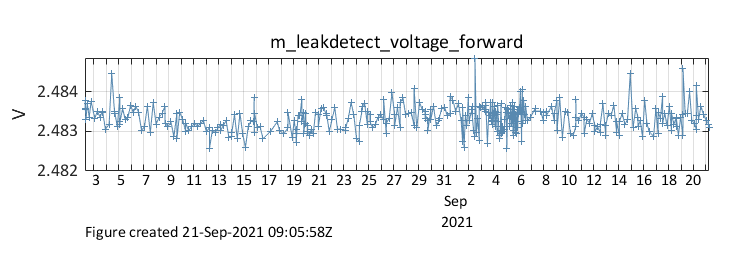 m_leakdetect_voltage_forward
V
2.484
2.483
2.482
3 5 7 9 11 13 15 17 19 21 23 25 27 29 31 2 4 6 8 10 12 14 16 18 20
Sep
2021
Figure created 21-Sep-2021 09:05:58Z